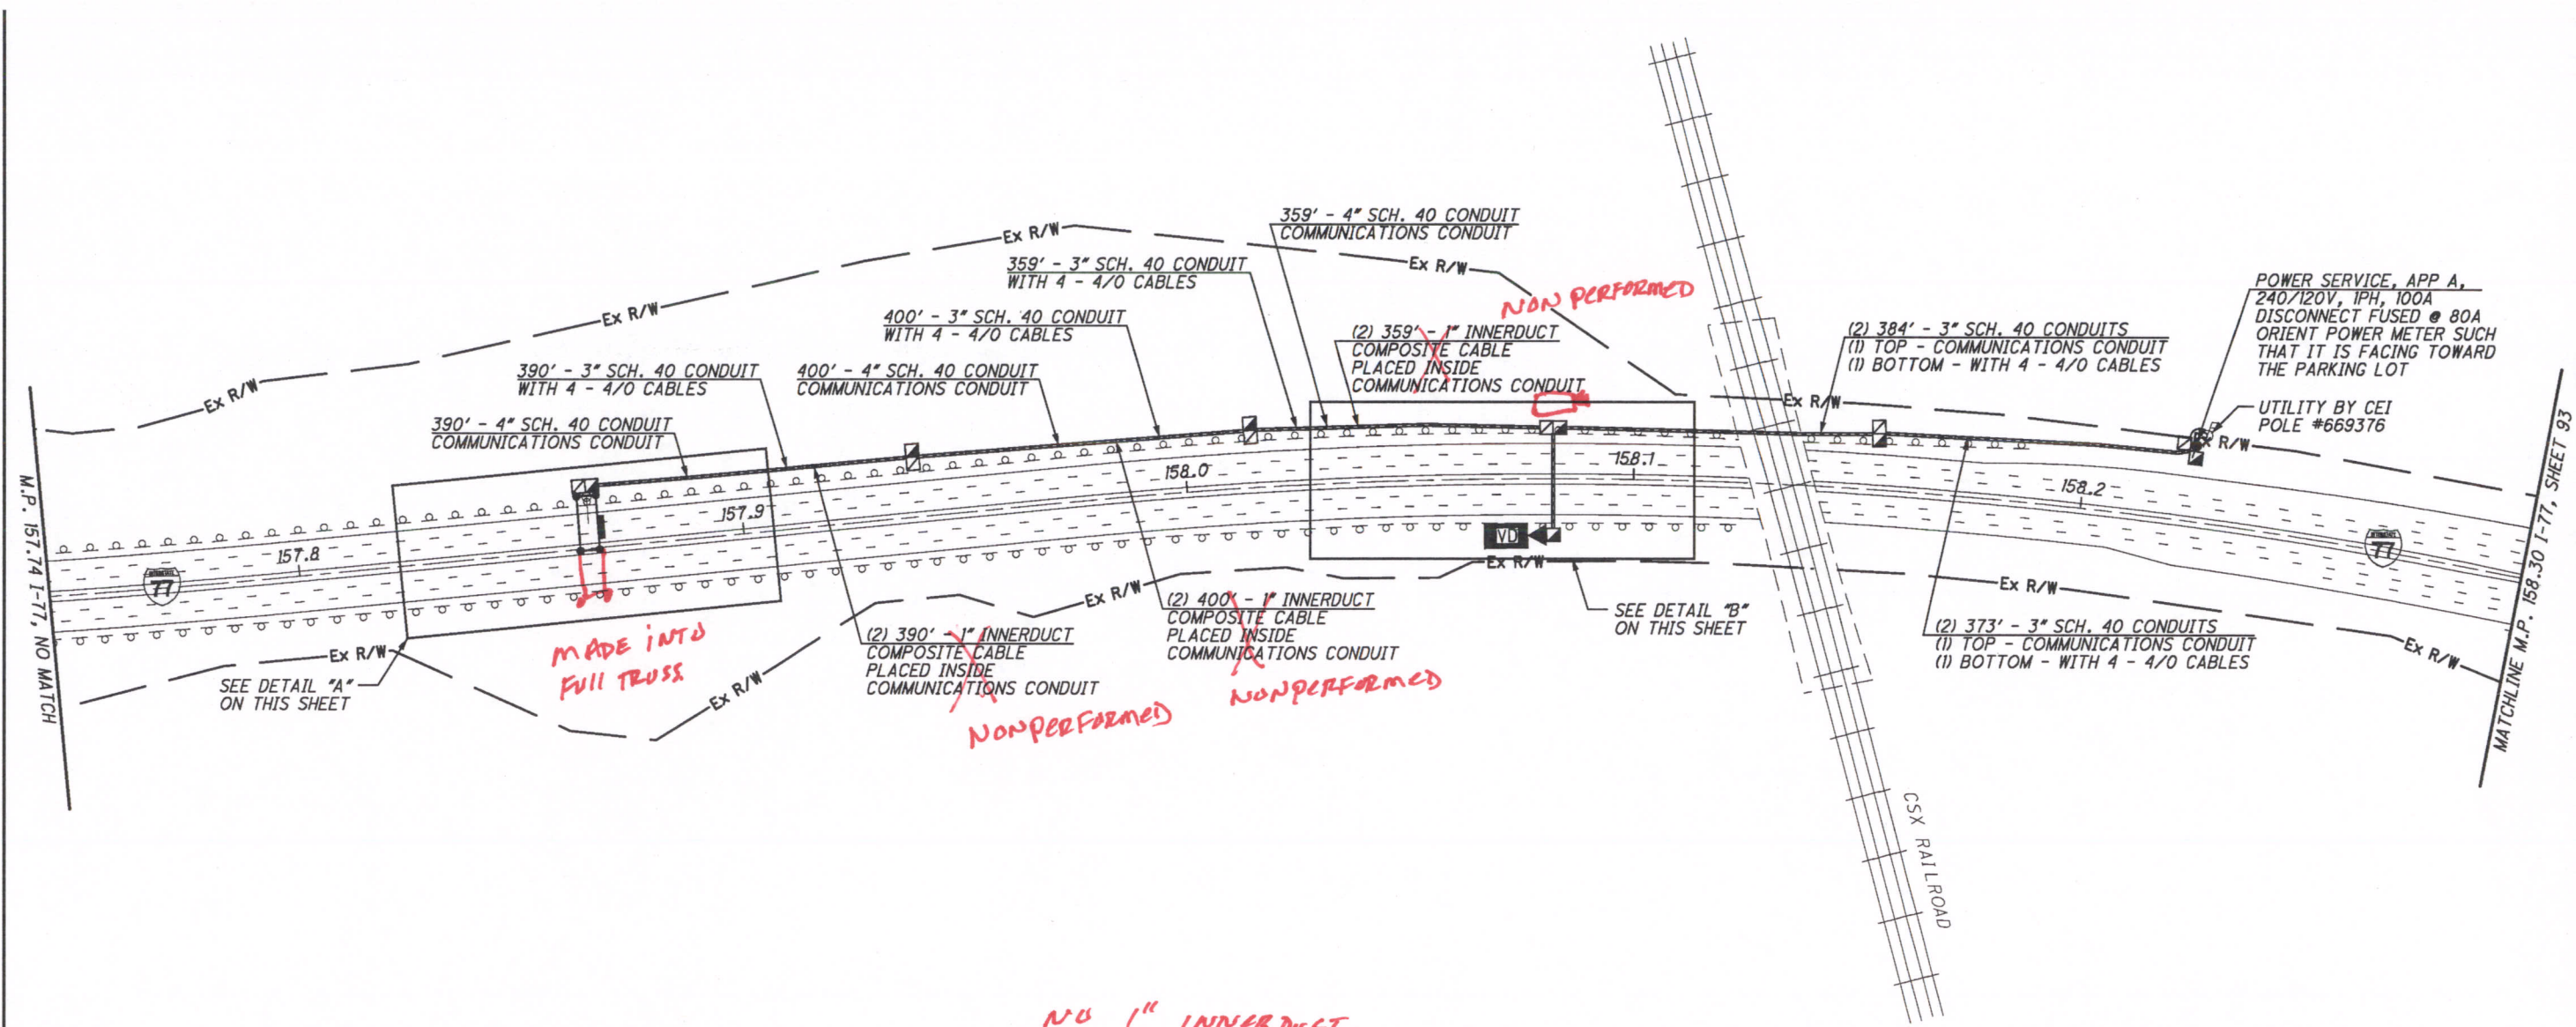 359' - 4" SCH. 40 CONDUIT
COMMUNICATIONS CONDUIT
Ex R/W
Ex R/W
359' - 3" SCH. 40 CONDUIT
WITH 4 - 4/0 CABLES
NON PERFORMED
POWER SERVICE, APP A,
240/120V, 1PH, 100A
DISCONNECT FUSED @ 80A
ORIENT POWER METER SUCH
THAT IT IS FACING TOWARD
THE PARKING LOT
Ex R/W
400' - 3" SCH. 40 CONDUIT
WITH 4 - 4/0 CABLES
(2) 359' - 1" INNERDUCT
COMPOSITE CABLE
PLACED INSIDE
COMMUNICATIONS CONDUIT
(2) 384' - 3" SCH. 40 CONDUITS
(1) TOP - COMMUNICATIONS CONDUIT
(1) BOTTOM - WITH 4 - 4/0 CABLES
390' - 3" SCH. 40 CONDUIT
WITH 4 - 4/0 CABLES
400' - 4" SCH. 40 CONDUIT
COMMUNICATIONS CONDUIT
Ex R/W
Ex R/W
UTILITY BY CEI
POLE #669376
390' - 4" SCH. 40 CONDUIT
COMMUNICATIONS CONDUIT
Ex R/W
M.P. 157.74 I-77, NO MATCH
157.8
157.9
158.0
158.1
158.2
77
77
VD
Ex R/W
MATCHLINE M.P. 158.30 I-77, SHEET 93
Ex R/W
Ex R/W
Ex R/W
Ex R/W
Ex R/W
SEE DETAIL "A"
ON THIS SHEET
MADE INTO
FULL TRUSS
(2) 390' - 1" INNERDUCT
COMPOSITE CABLE
PLACED INSIDE
COMMUNICATIONS CONDUIT
NONPERFORMED
(2) 400' - 1" INNERDUCT
COMPOSITE CABLE
PLACED INSIDE
COMMUNICATIONS CONDUIT
NONPERFORMED
SEE DETAIL "B"
ON THIS SHEET
(2) 373' - 3" SCH. 40 CONDUITS
(1) TOP - COMMUNICATIONS CONDUIT
(1) BOTTOM - WITH 4 - 4/0 CABLES
CSX RAILROAD
NO 1" INNERDUCT